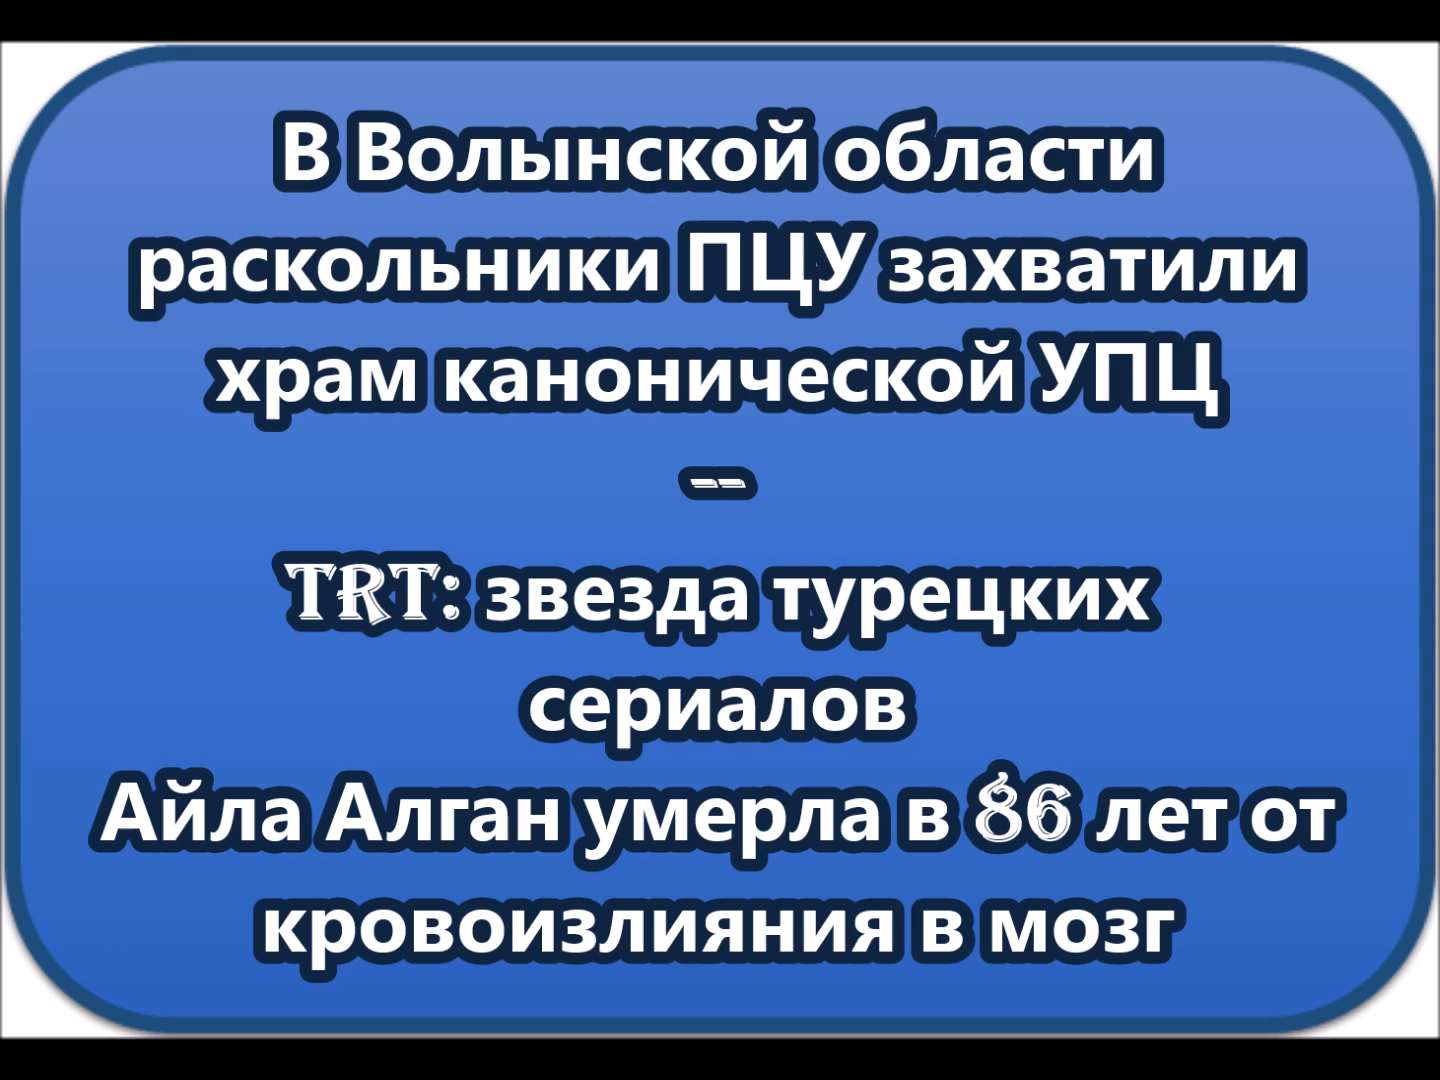 В Волынской области
раскольники ПЦУ захватили
храм канонической УПЦ
--
TRT: звезда турецких
сериалов
Айла Алган умерла в 86 лет от
кровоизлияния в мозг